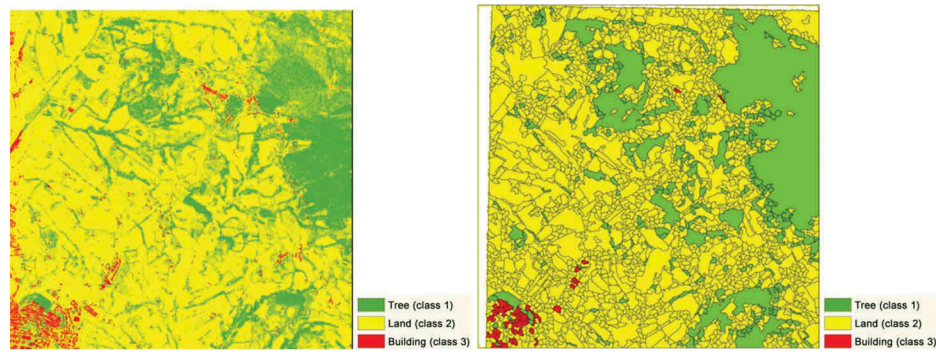 Tree (class 1)
Land (class 2)
Building (class 3)
Tree (class 1)
Land (class 2)
Building (class 3)